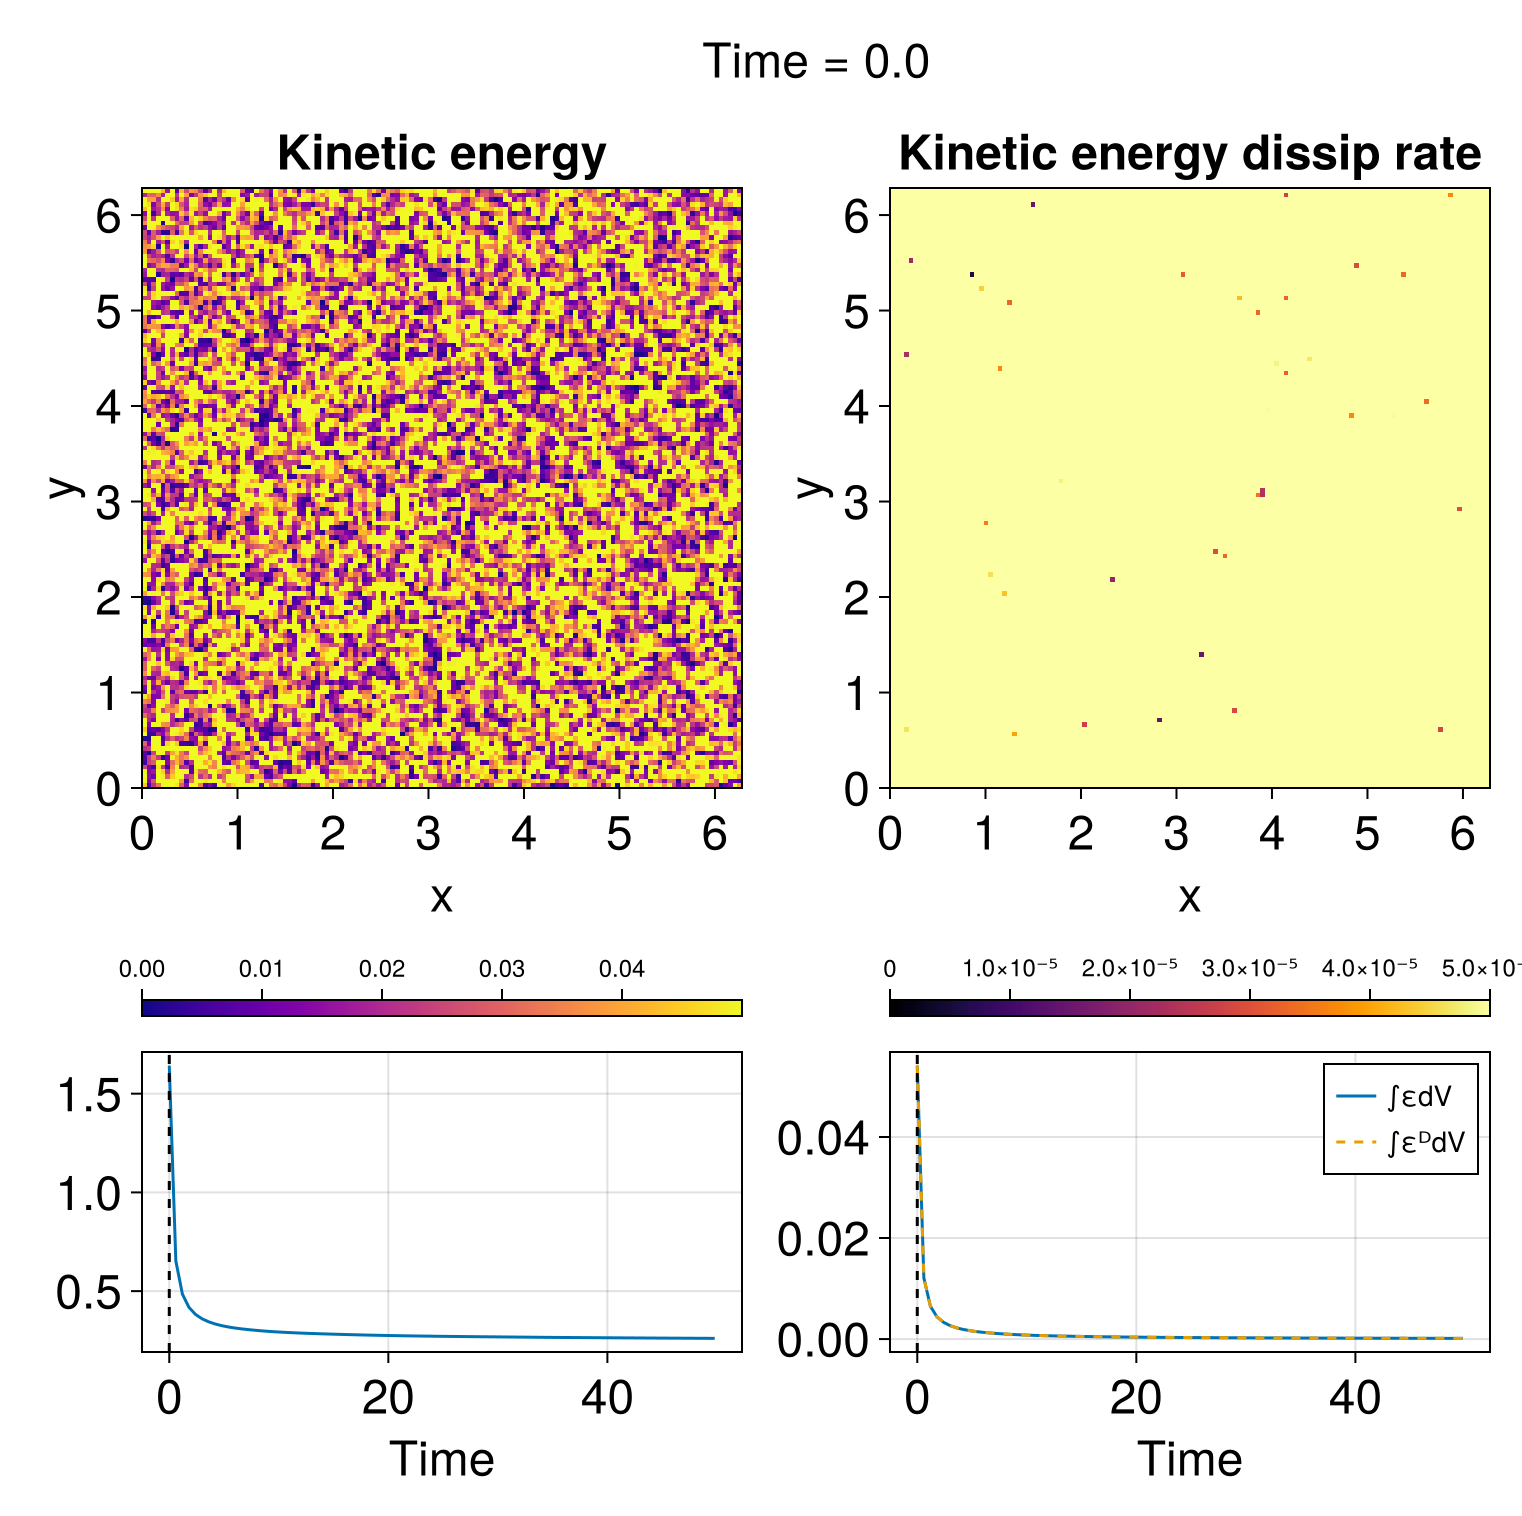 Time = 0.0
Kinetic energy
Kinetic energy dissip rate
6
5
4
3
2
1
0
y
0 1 2 3 4 5 6
x
6
5
4
3
2
1
0
y
0 1 2 3 4 5 6
x
0.00 0.01 0.02 0.03 0.04
0 1.0×10⁻⁵ 2.0×10⁻⁵ 3.0×10⁻⁵ 4.0×10⁻⁵ 5.0×10⁻
1.5
1.0
0.5
0 20 40
Time
0.04
0.02
0.00
∫εdV
∫εᴰdV
0 20 40
Time